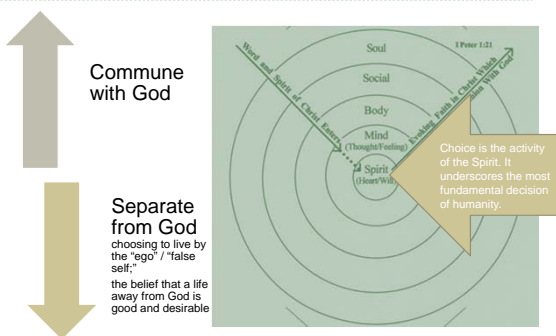 Commune
with God
Separate
from God
choosing to live by
the "ego" / "false
self;"
the belief that a life
away from God is
good and desirable
Soul
I Peter 1:21
Social
Body
Mind
(Thought/Feeling)
Spirit
(Heart/Will)
Word and Spirit of Christ Enters
Evoking Faith in Christ Which
With God
Choice is the activity
of the Spirit. It
underscores the most
fundamental decision
of humanity.